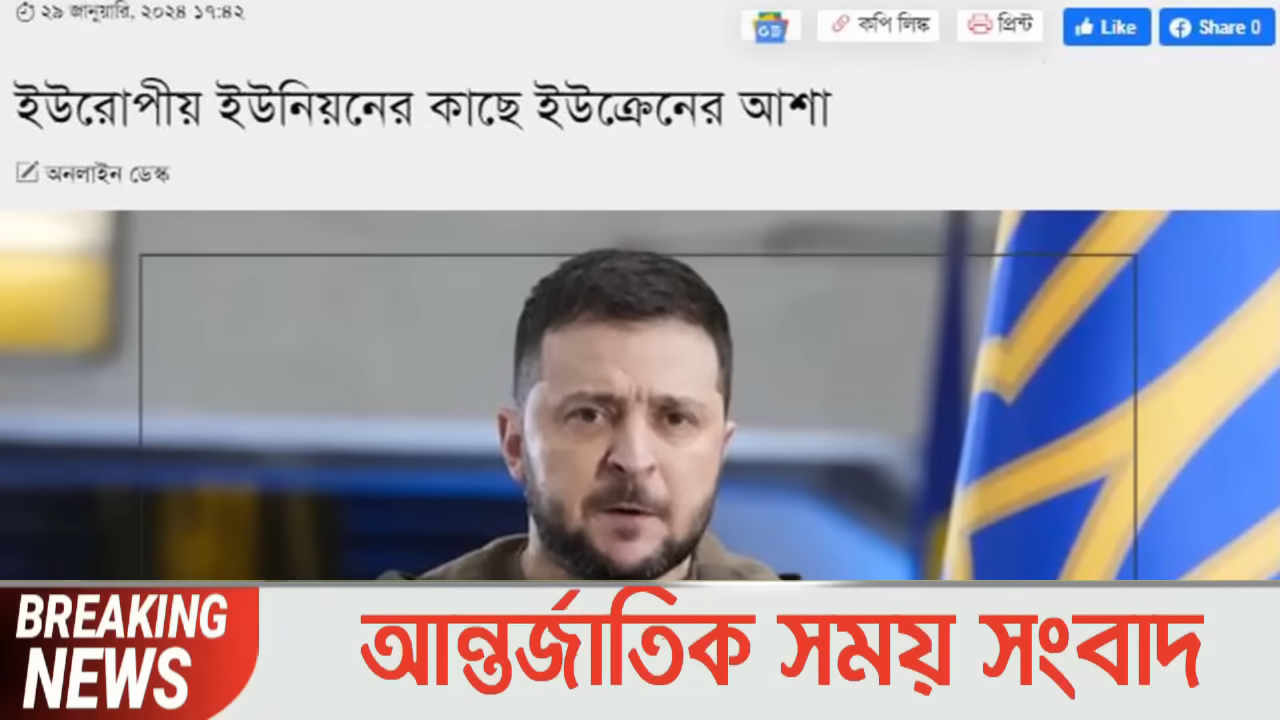 ২৯ জানুয়ারি, ২০২৪ ১৭:৪২
কপি লিঙ্ক
প্রিন্ট
Like
Share 0
ইউরোপীয় ইউনিয়নের কাছে ইউক্রেনের আশা
অনলাইন ডেস্ক
BREAKING
NEWS
আন্তর্জাতিক সময় সংবাদ